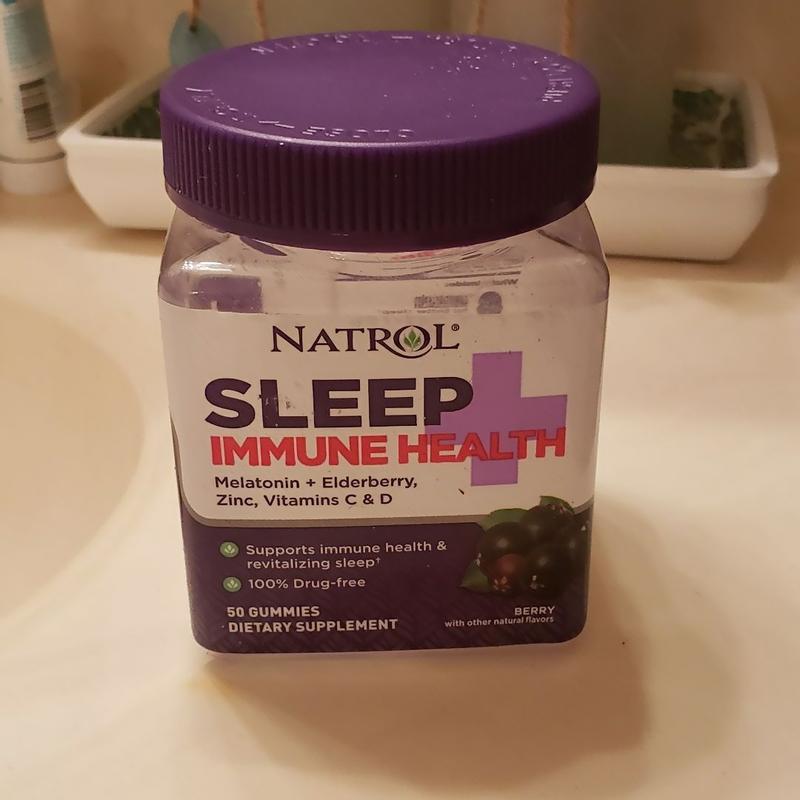 NATROL®
SLEEP
IMMUNE HEALTH
Melatonin + Elderberry,
Zinc, Vitamins C & D
Supports immune health &
revitalizing sleep†
100% Drug-free
50 GUMMIES
DIETARY SUPPLEMENT
BERRY
with other natural flavors